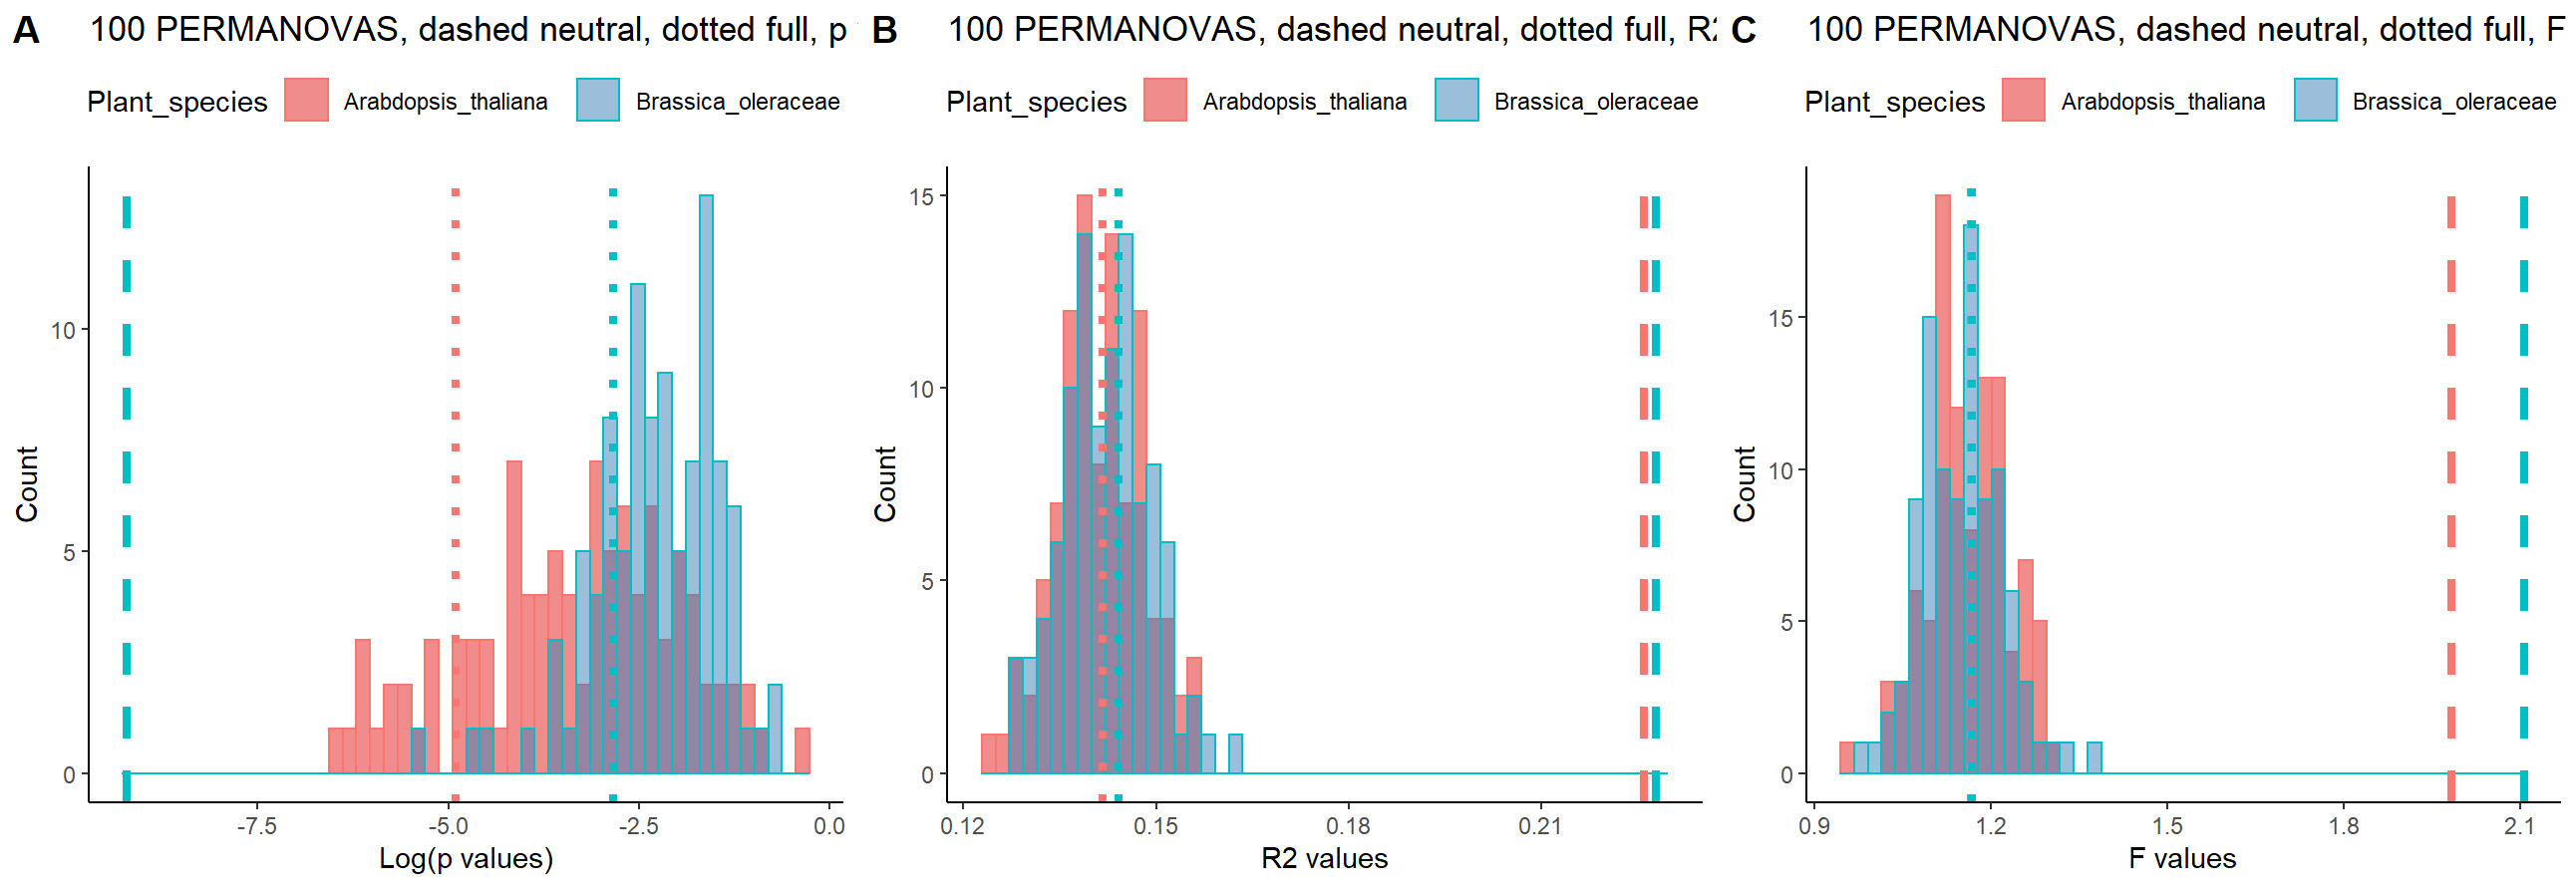 A 100 PERMANOVAS, dashed neutral, dotted full, p
Plant_species Arabdopsis_thaliana Brassica_oleraceae
Count
10
5
0
-7.5 -5.0 -2.5 0.0
Log(p values)
B 100 PERMANOVAS, dashed neutral, dotted full, R2
Plant_species Arabdopsis_thaliana Brassica_oleraceae
Count
15
10
5
0
0.12 0.15 0.18 0.21
R2 values
C 100 PERMANOVAS, dashed neutral, dotted full, F
Plant_species Arabdopsis_thaliana Brassica_oleraceae
Count
15
10
5
0
0.9 1.2 1.5 1.8 2.1
F values